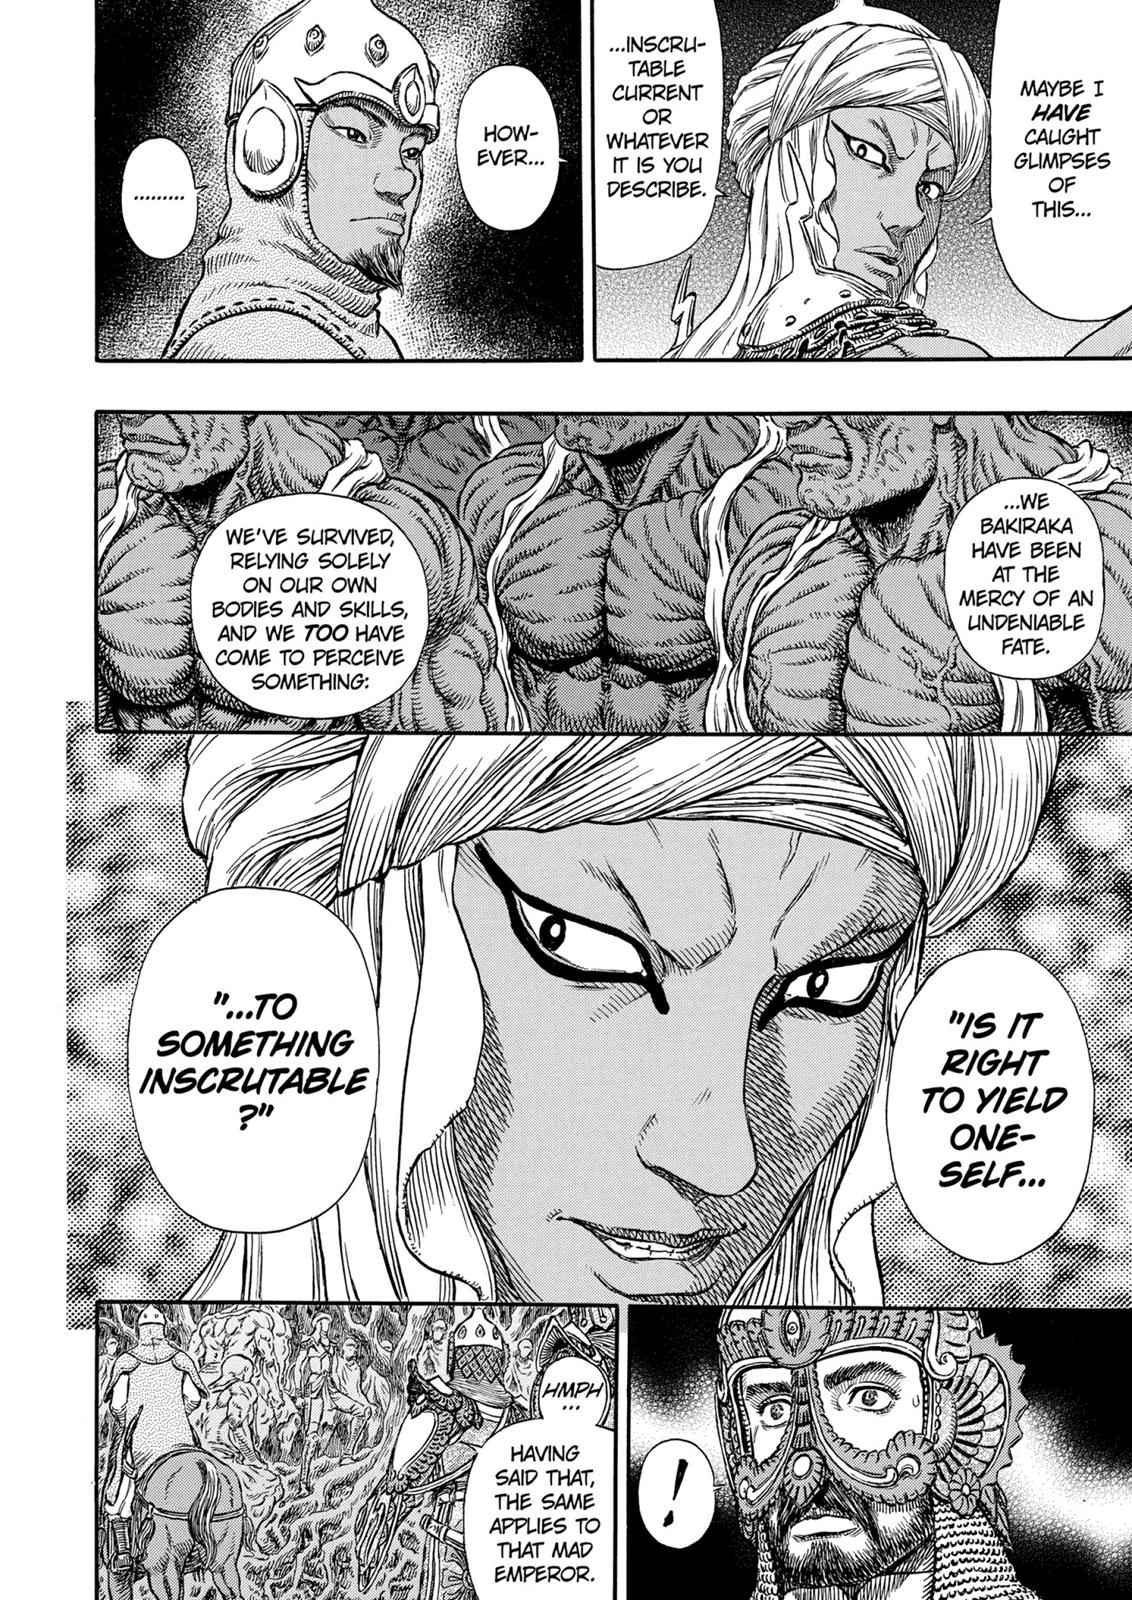 MAYBE I
HAVE
CAUGHT
GLIMPSES
OF
THIS...
...INSCRU-
TABLE
CURRENT
OR
WHATEVER
IT IS YOU
DESCRIBE.
HOW-
EVER...
..........
...WE
BAKIRAKA
HAVE BEEN
AT THE
MERCY OF AN
UNDENIABLE
FATE.
WE'VE SURVIVED,
RELYING SOLELY
ON OUR OWN
BODIES AND SKILLS,
AND WE TOO HAVE
COME TO PERCEIVE
SOMETHING:
"IS IT
RIGHT
TO YIELD
ONE-
SELF...
"...TO
SOMETHING
INSCRUTABLE
?"
!
HMPH
...
HAVING
SAID THAT,
THE SAME
APPLIES TO
THAT MAD
EMPEROR.